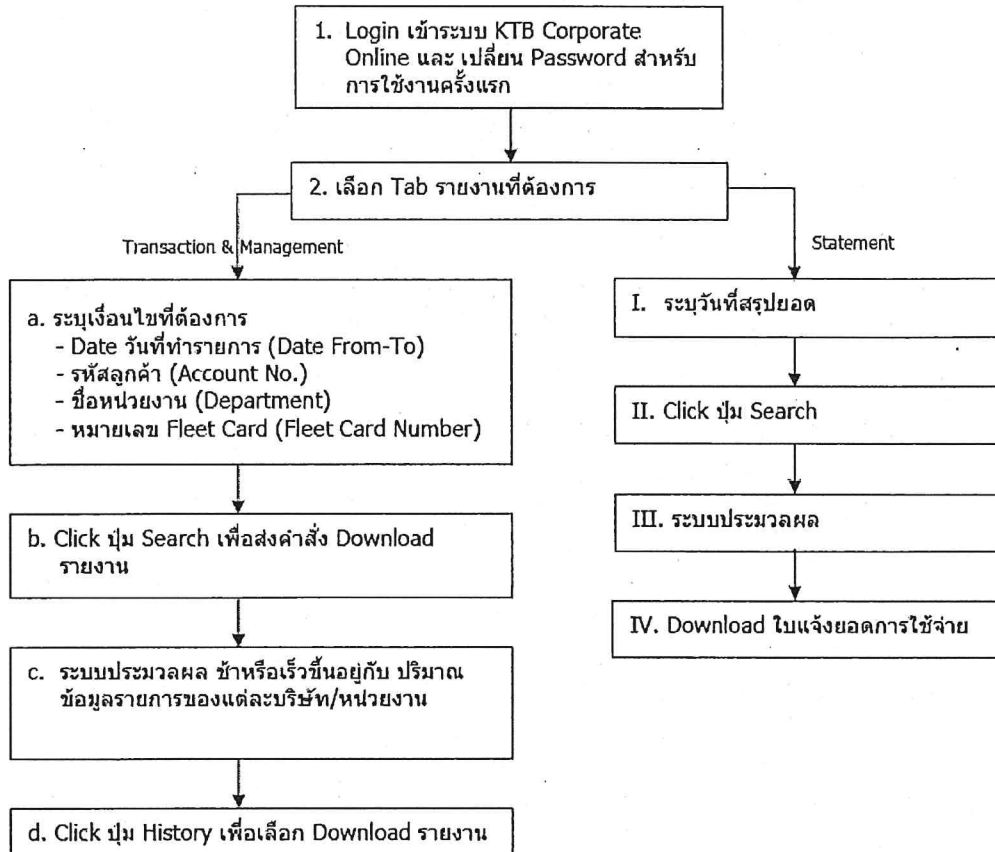 1. Login เข้าระบบ KTB Corporate
Online และ เปลี่ยน Password สำหรับ
การใช้งานครั้งแรก
2. เลือก Tab รายงานที่ต้องการ
Transaction & Management
Statement
a. ระบุเงื่อนไขที่ต้องการ
- Date วันที่ทำรายการ (Date From-To)
- รหัสลูกค้า (Account No.)
- ชื่อหน่วยงาน (Department)
- หมายเลข Fleet Card (Fleet Card Number)
b. Click ปุ่ม Search เพื่อส่งคำสั่ง Download
รายงาน
c. ระบบประมวลผล ช้าหรือเร็วขึ้นอยู่กับ ปริมาณ
ข้อมูลรายการของแต่ละบริษัท/หน่วยงาน
d. Click ปุ่ม History เพื่อเลือก Download รายงาน
I. ระบุวันที่สรุปยอด
II. Click ปุ่ม Search
III. ระบบประมวลผล
IV. Download ใบแจ้งยอดการใช้จ่าย